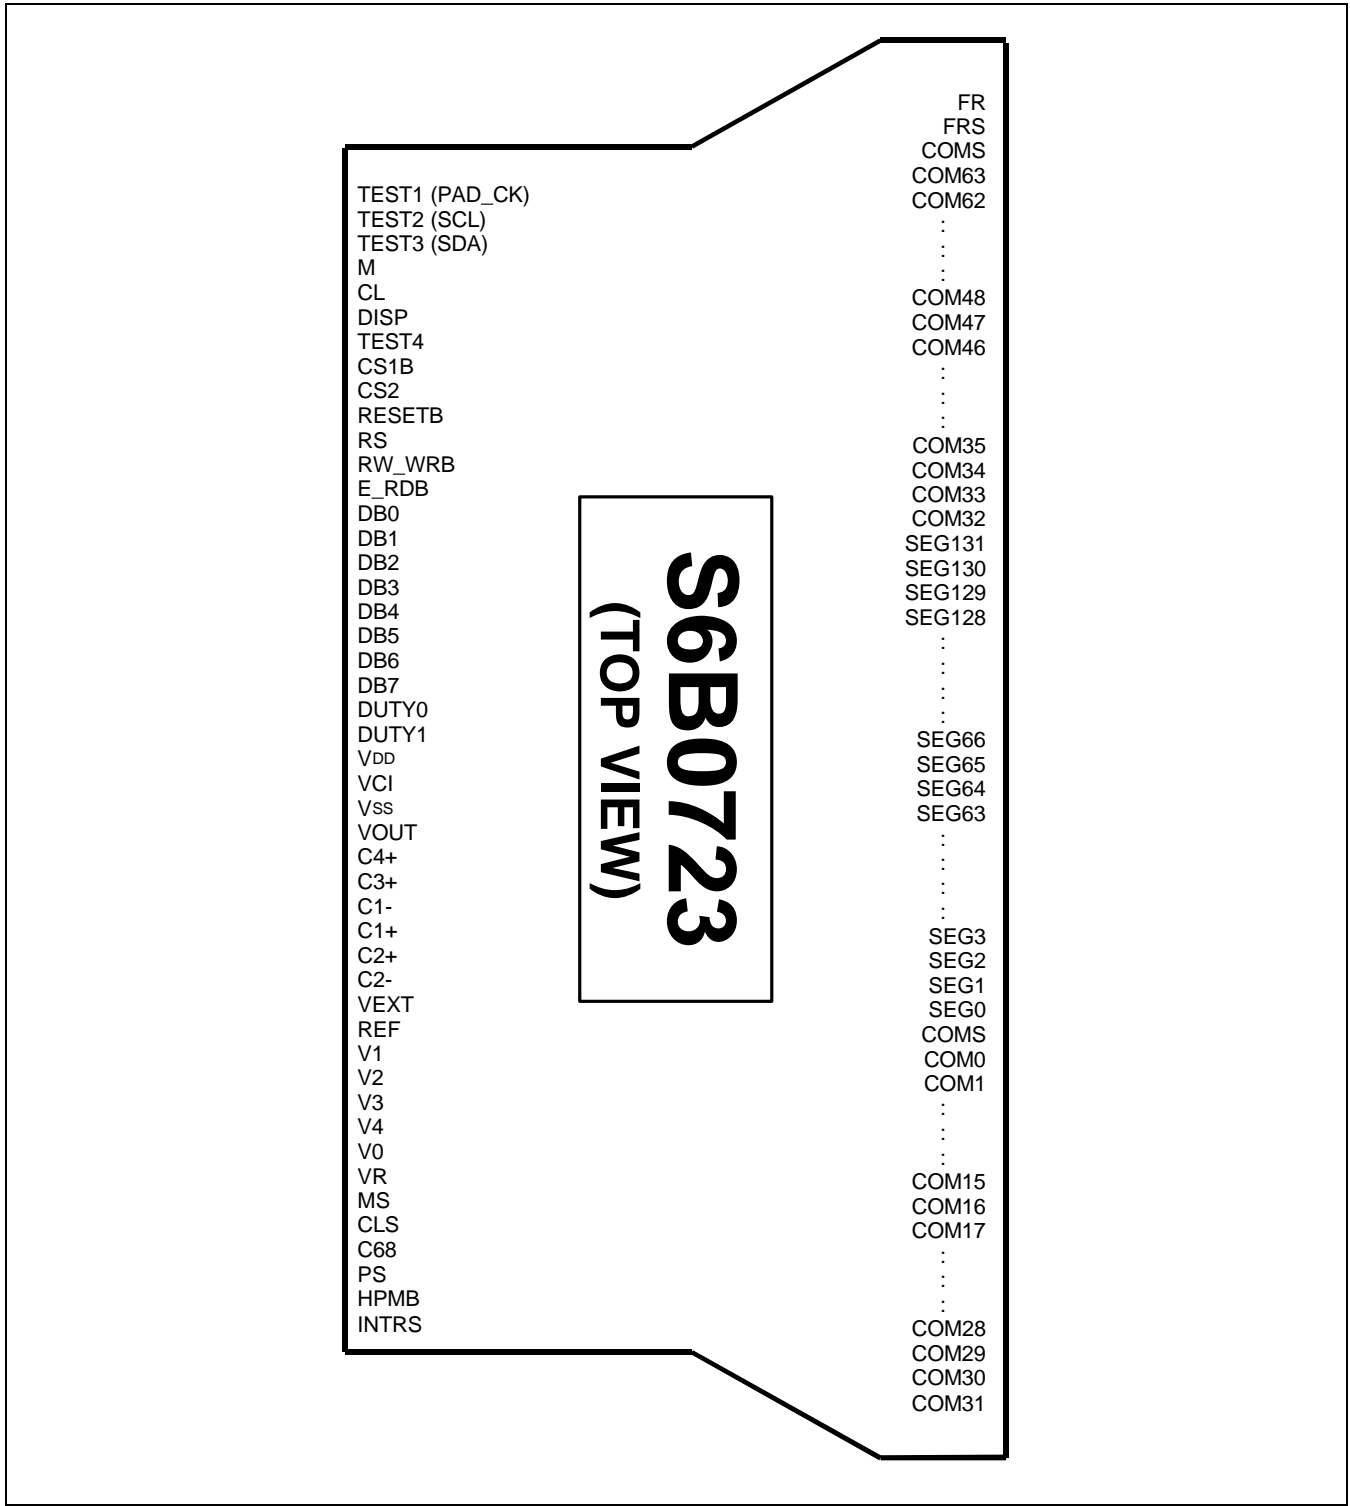 TEST1 (PAD_CK)
TEST2 (SCL)
TEST3 (SDA)
M
CL
DISP
TEST4
CS1B
CS2
RESETB
RS
RW_WRB
E_RDB
DB0
DB1
DB2
DB3
DB4
DB5
DB6
DB7
DUTY0
DUTY1
VDD
VCI
VSS
VOUT
C4+
C3+
C1-
C1+
C2+
C2-
VEXT
REF
V1
V2
V3
V4
V0
VR
MS
CLS
C68
PS
HPMB
INTRS
S6B0723
(TOP VIEW)
FR
FRS
COMS
COM63
COM62
:
:
:
COM48
COM47
COM46
:
:
:
COM35
COM34
COM33
COM32
SEG131
SEG130
SEG129
SEG128
:
:
:
:
SEG66
SEG65
SEG64
SEG63
:
:
:
:
SEG3
SEG2
SEG1
SEG0
COMS
COM0
COM1
:
:
:
COM15
COM16
COM17
:
:
:
COM28
COM29
COM30
COM31